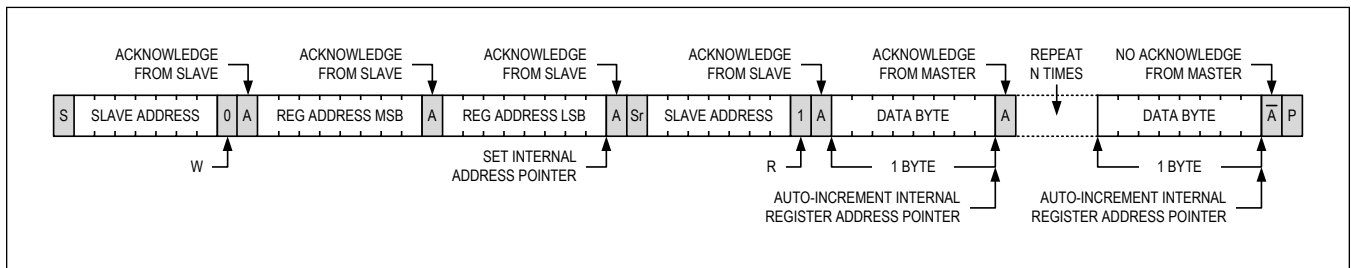 ACKNOWLEDGE
FROM SLAVE
ACKNOWLEDGE
FROM SLAVE
ACKNOWLEDGE
FROM SLAVE
ACKNOWLEDGE
FROM SLAVE
ACKNOWLEDGE
FROM MASTER
REPEAT
N TIMES
NO ACKNOWLEDGE
FROM MASTER
S SLAVE ADDRESS 0 A REG ADDRESS MSB A REG ADDRESS LSB A Sr SLAVE ADDRESS 1 A DATA BYTE A DATA BYTE A̅ P
W
SET INTERNAL
ADDRESS POINTER
R
1 BYTE
1 BYTE
AUTO-INCREMENT INTERNAL
REGISTER ADDRESS POINTER
AUTO-INCREMENT INTERNAL
REGISTER ADDRESS POINTER